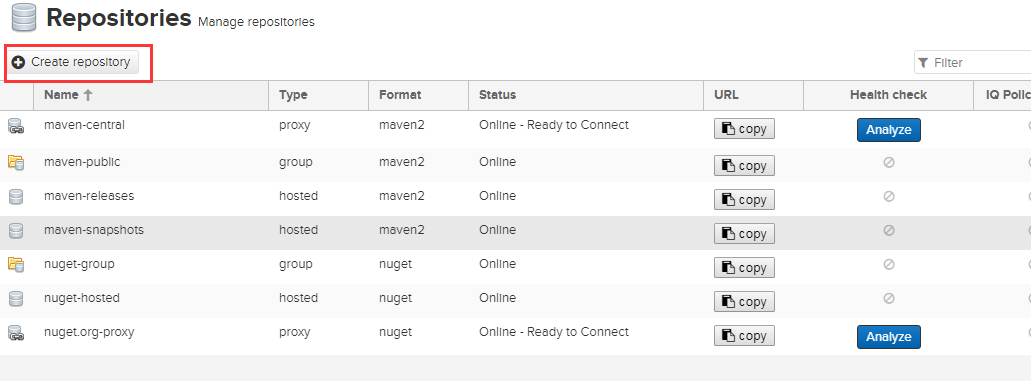 Repositories Manage repositories
Create repository
Filter
Name Type Format Status URL Health check IQ Polic
maven-central proxy maven2 Online - Ready to Connect copy Analyze
maven-public group maven2 Online copy
maven-releases hosted maven2 Online copy
maven-snapshots hosted maven2 Online copy
nuget-group group nuget Online copy
nuget-hosted hosted nuget Online copy
nuget.org-proxy proxy nuget Online - Ready to Connect copy Analyze